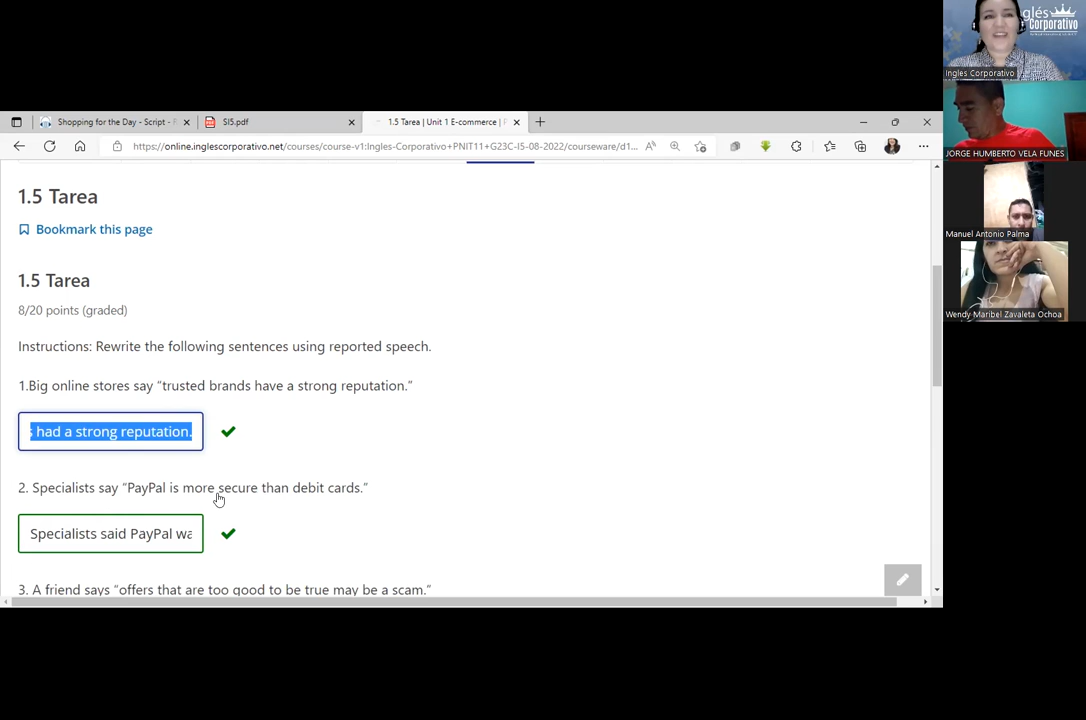 glés
Corporativo
Ingles Corporativo
JORGE HUMBERTO VELA FUNES
Manuel Antonio Palma
Wendy Maribel Zavaleta Ochoa
Shopping for the Day - Script -
SI5.pdf
1.5 Tarea | Unit 1 E-commerce |
https://online.inglescorporativo.net/courses/course-v1:Ingles-Corporativo+PNIT11+G23C-I5-08-2022/courseware/d1...
1.5 Tarea
Bookmark this page
1.5 Tarea
8/20 points (graded)
Instructions: Rewrite the following sentences using reported speech.
1.Big online stores say “trusted brands have a strong reputation.”
s had a strong reputation.
2. Specialists say “PayPal is more secure than debit cards.”
Specialists said PayPal wa
3. A friend says “offers that are too good to be true may be a scam.”